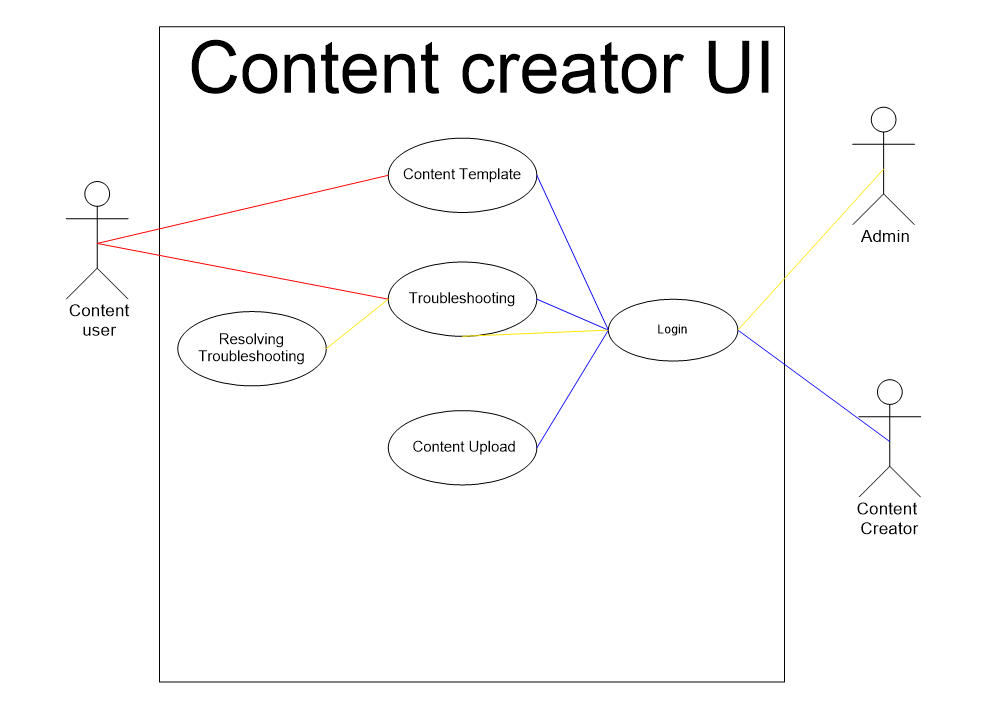 Content creator UI
Content Template
Admin
Content
user
Troubleshooting
Resolving
Troubleshooting
Login
Content Upload
Content
Creator